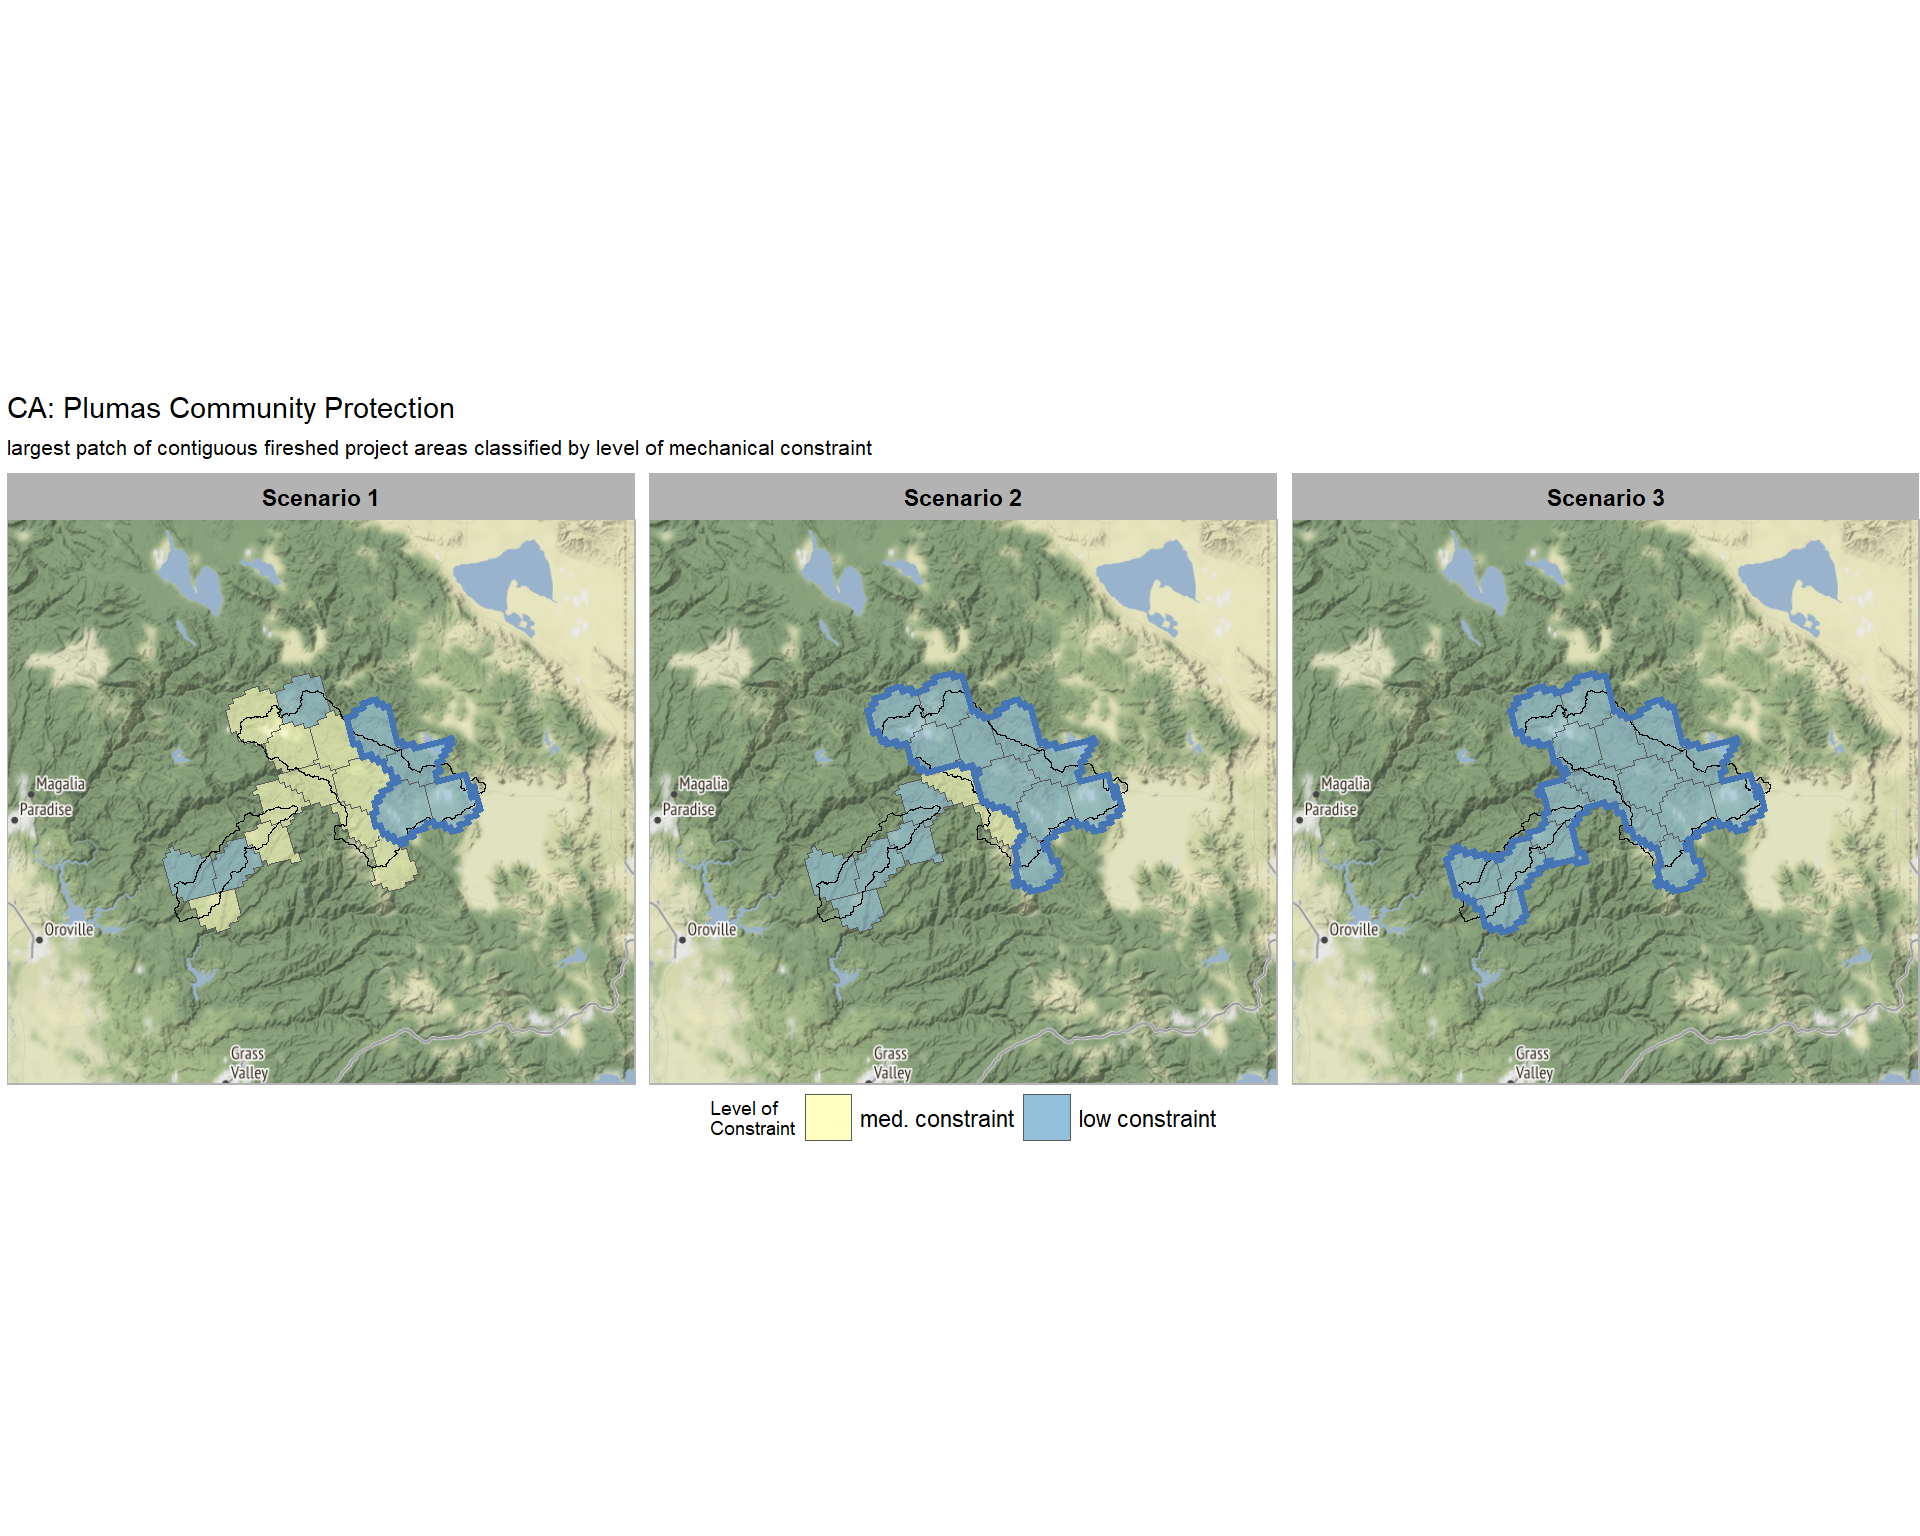 CA: Plumas Community Protection
largest patch of contiguous fireshed project areas classified by level of mechanical constraint
Scenario 1
Scenario 2
Scenario 3
Magalia
Paradise
Oroville
Grass
Valley
Magalia
Paradise
Oroville
Grass
Valley
Magalia
Paradise
Oroville
Grass
Valley
Level of
Constraint
med. constraint
low constraint